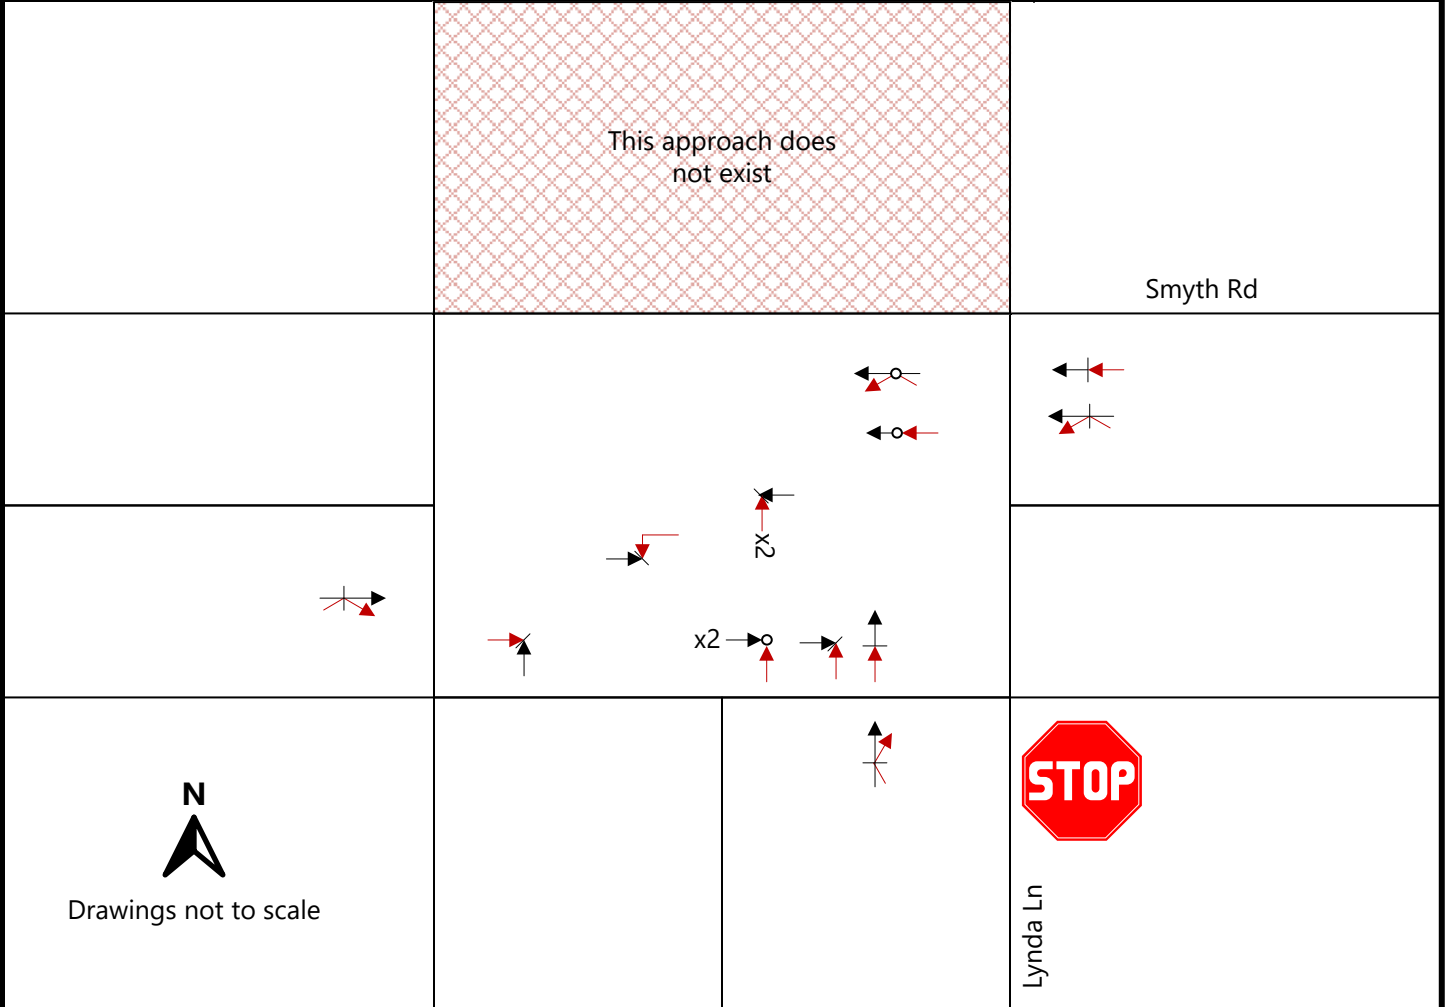 This approach does
not exist
Smyth Rd
x2
x2
STOP
N
Drawings not to scale
Lynda Ln